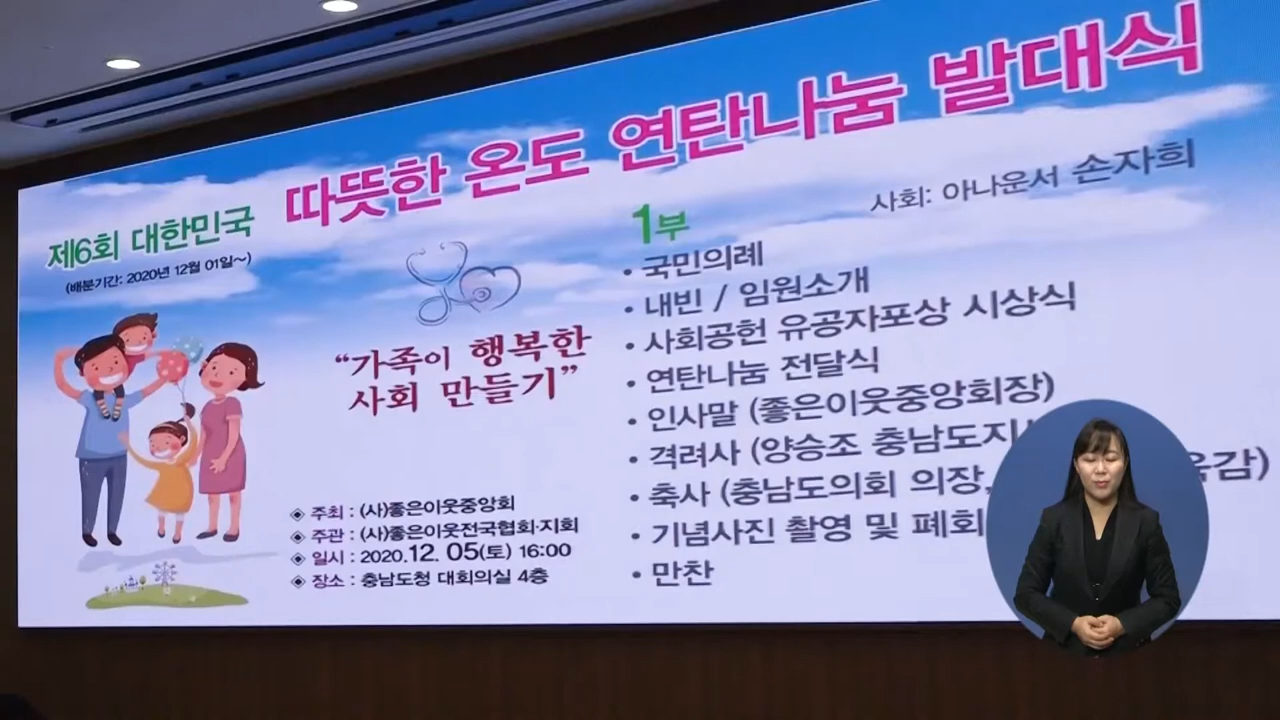 따뜻한 온도 연탄나눔 발대식
제6회 대한민국
(배분기간: 2020년 12월 01일~)
사회: 아나운서 손자희
“가족이 행복한
사회 만들기”
◈ 주최 : (사)좋은이웃중앙회
◈ 주관 : (사)좋은이웃전국협회·지회
◈ 일시 : 2020.12. 05(토) 16:00
◈ 장소 : 충남도청 대회의실 4층
1부
• 국민의례
• 내빈 / 임원소개
• 사회공헌 유공자포상 시상식
• 연탄나눔 전달식
• 인사말 (좋은이웃중앙회장)
• 격려사 (양승조 충남도지
• 축사 (충남도의회 의장, 육감)
• 기념사진 촬영 및 폐회
• 만찬